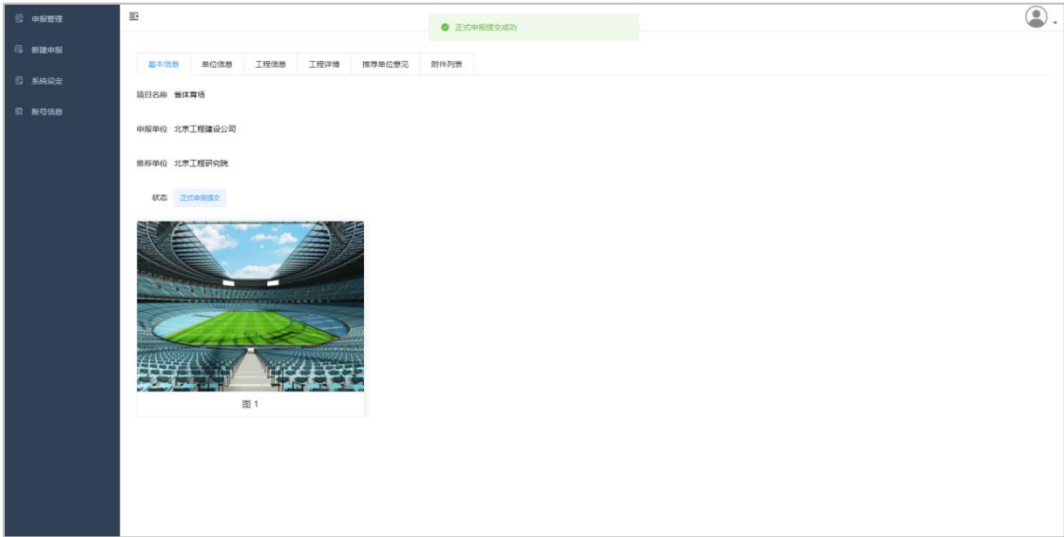 申报管理
正式申报提交成功
新建申报
基本信息 单位信息 工程信息 工程详情 推荐单位意见 附件列表
系统设定
项目名称 省体育场
账号信息
申报单位 北京工程建设公司
推荐单位 北京工程研究院
状态 正式申报提交
图 1